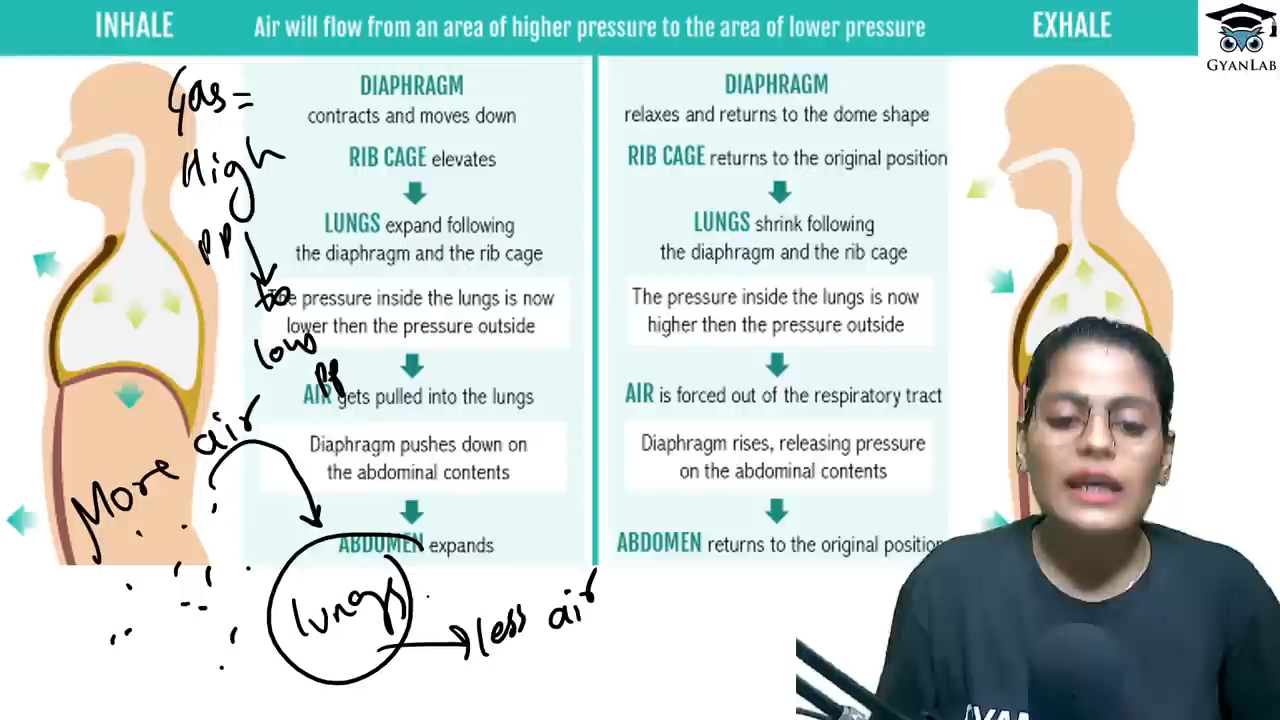 INHALE
Air will flow from an area of higher pressure to the area of lower pressure
EXHALE
GYANLAB
Gas =
High
pp
to
low
pp
More air
lungs
less air
DIAPHRAGM
contracts and moves down
RIB CAGE elevates
LUNGS expand following
the diaphragm and the rib cage
The pressure inside the lungs is now
lower then the pressure outside
AIR gets pulled into the lungs
Diaphragm pushes down on
the abdominal contents
ABDOMEN expands
DIAPHRAGM
relaxes and returns to the dome shape
RIB CAGE returns to the original position
LUNGS shrink following
the diaphragm and the rib cage
The pressure inside the lungs is now
higher then the pressure outside
AIR is forced out of the respiratory tract
Diaphragm rises, releasing pressure
on the abdominal contents
ABDOMEN returns to the original position